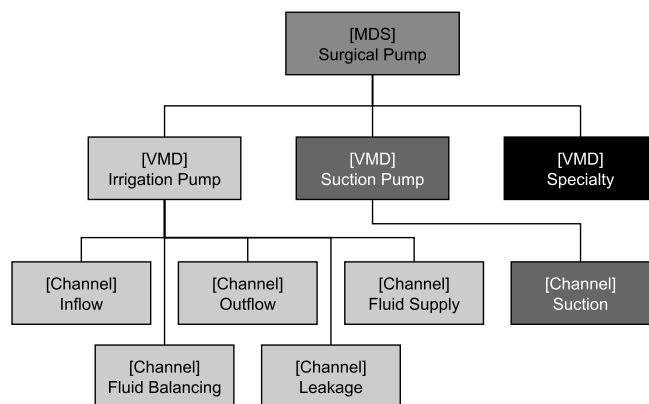 [MDS]
Surgical Pump
[VMD]
Irrigation Pump
[VMD]
Suction Pump
[VMD]
Specialty
[Channel]
Inflow
[Channel]
Outflow
[Channel]
Fluid Supply
[Channel]
Suction
[Channel]
Fluid Balancing
[Channel]
Leakage